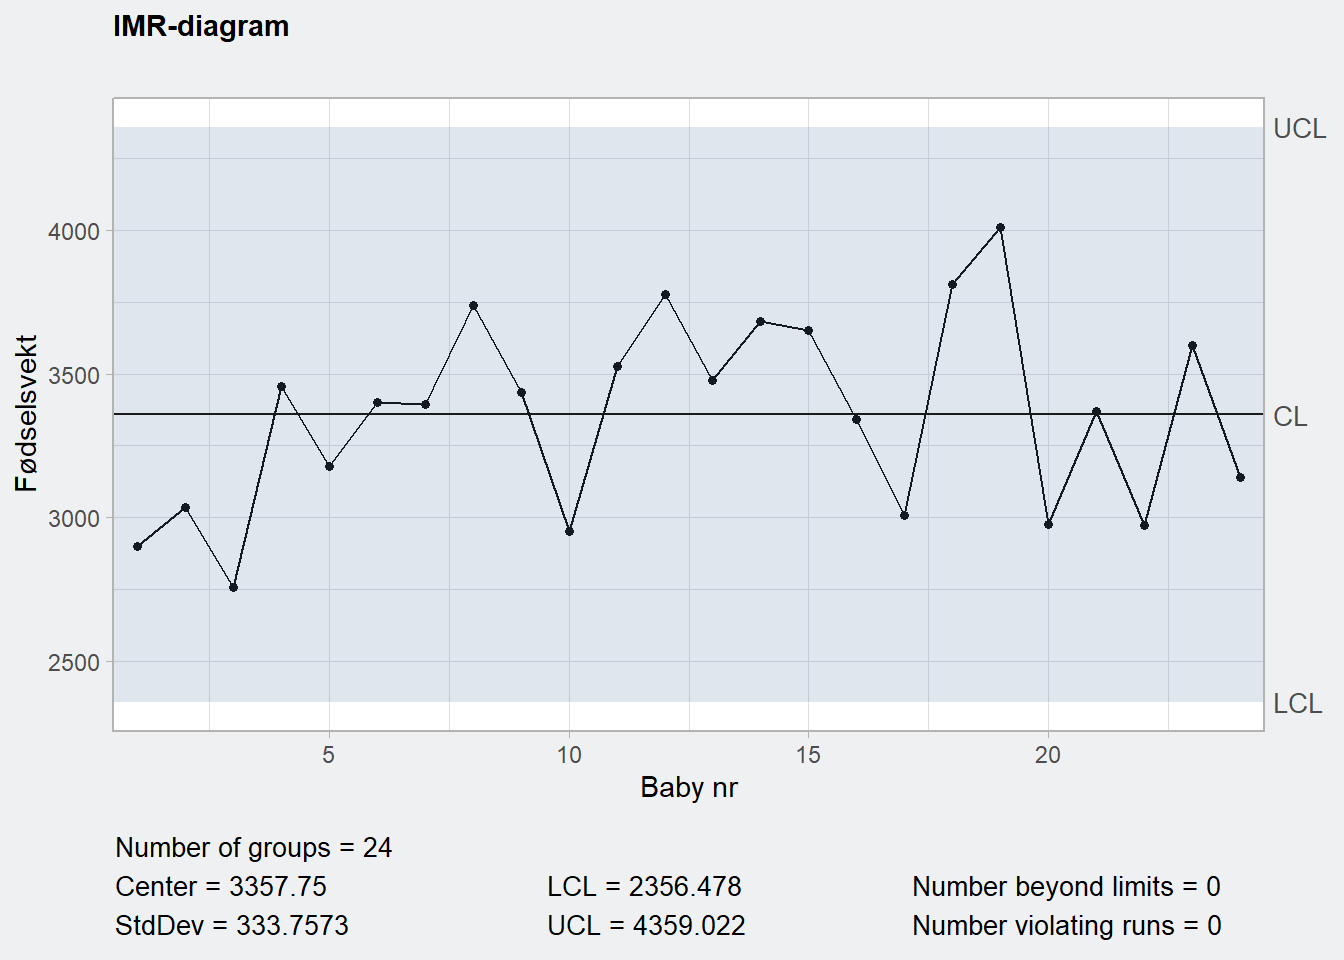 IMR-diagram
UCL
4000
3500
CL
3000
2500
LCL
Fødselsvekt
5 10 15 20
Baby nr
Number of groups = 24
Center = 3357.75 LCL = 2356.478 Number beyond limits = 0
StdDev = 333.7573 UCL = 4359.022 Number violating runs = 0